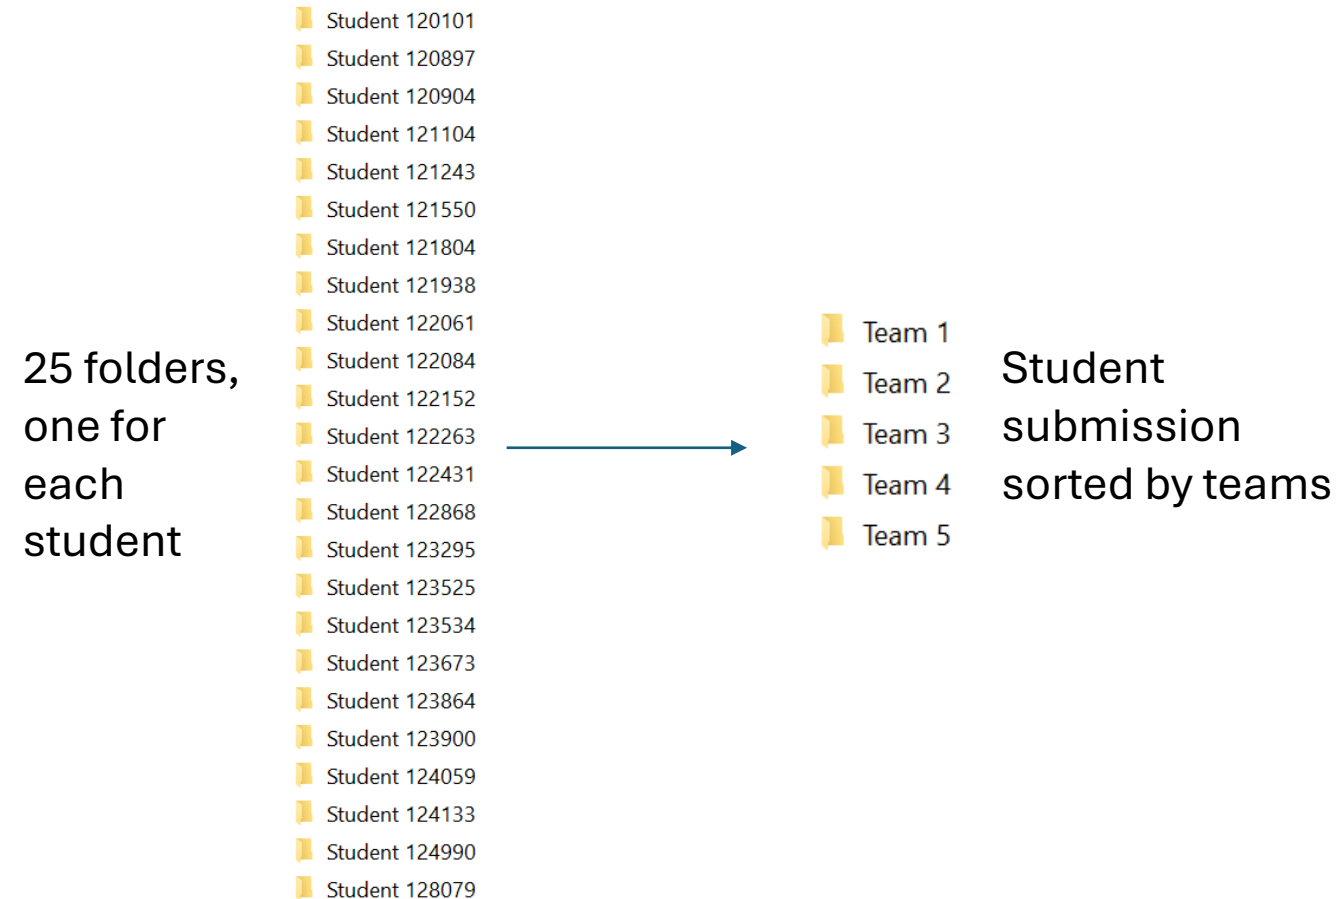 25 folders,
one for
each
student
Student 120101
Student 120897
Student 120904
Student 121104
Student 121243
Student 121550
Student 121804
Student 121938
Student 122061
Student 122084
Student 122152
Student 122263
Student 122431
Student 122868
Student 123295
Student 123525
Student 123534
Student 123673
Student 123864
Student 123900
Student 124059
Student 124133
Student 124990
Student 128079
Team 1
Team 2
Team 3
Team 4
Team 5
Student
submission
sorted by teams